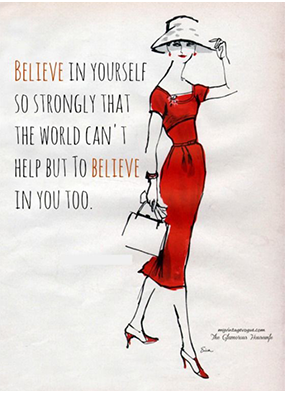 BELIEVE IN YOURSELF
SO STRONGLY THAT
THE WORLD CAN'T
HELP BUT TO BELIEVE
IN YOU TOO.
myvintagevogue.com
The Glamorous Housewife